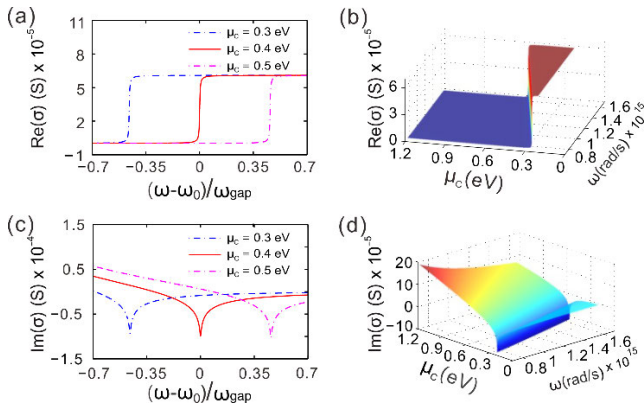 (a)
Re(σ) (S) x 10⁻⁵
11
8
5
2
−1
μc = 0.3 eV
μc = 0.4 eV
μc = 0.5 eV
-0.7 -0.35 0 0.35 0.7
(ω-ω₀)/ωgap
(b)
Re(σ) (S) x 10⁻⁵
6
4
2
0
1.2 0.9 0.6 0.3 0
μc(eV)
0.8 1 1.2 1.4 1.6
ω(rad/s) x 10¹⁵
(c)
Im(σ) (S) x 10⁻⁴
1.5
0.5
-0.5
-1.5
μc = 0.3 eV
μc = 0.4 eV
μc = 0.5 eV
-0.7 -0.35 0 0.35 0.7
(ω-ω₀)/ωgap
(d)
Im(σ) (S) x 10⁻⁵
20
10
0
−10
1.2 0.9 0.6 0.3 0
μc(eV)
0.8 1 1.2 1.4 1.6
ω(rad/s) x 10¹⁵